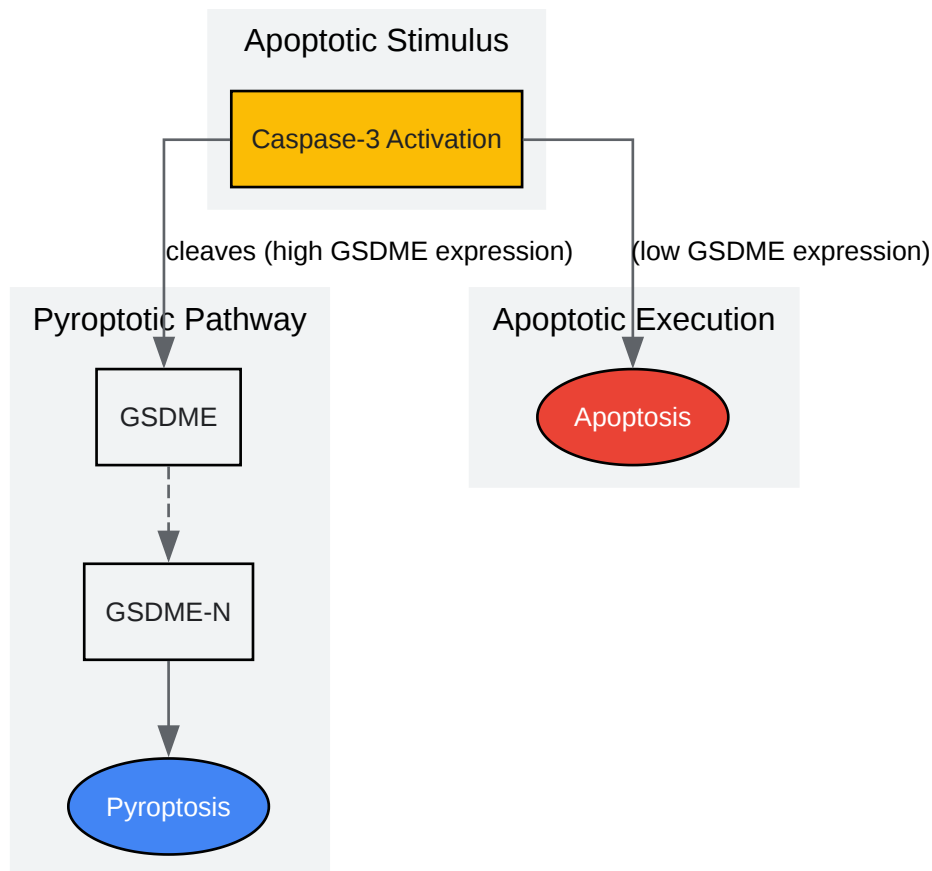 Apoptotic Stimulus
Caspase-3 Activation
cleaves (high GSDME expression)
(low GSDME expression)
Pyroptotic Pathway
Apoptotic Execution
GSDME
Apoptosis
GSDME-N
Pyroptosis